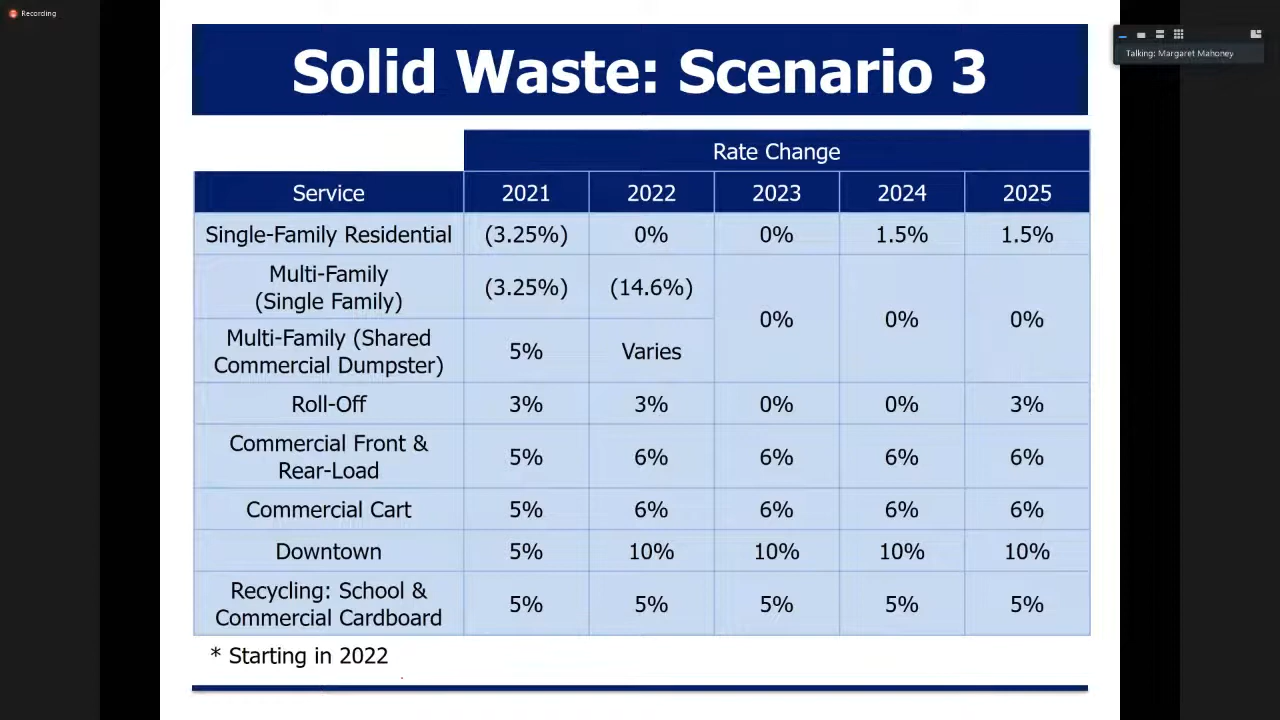 Recording
Talking: Margaret Mahoney
Solid Waste: Scenario 3
Rate Change
Service 2021 2022 2023 2024 2025
Single-Family Residential (3.25%) 0% 0% 1.5% 1.5%
Multi-Family
(Single Family) (3.25%) (14.6%)
0% 0% 0%
Multi-Family (Shared
Commercial Dumpster) 5% Varies
Roll-Off 3% 3% 0% 0% 3%
Commercial Front &
Rear-Load 5% 6% 6% 6% 6%
Commercial Cart 5% 6% 6% 6% 6%
Downtown 5% 10% 10% 10% 10%
Recycling: School &
Commercial Cardboard 5% 5% 5% 5% 5%
* Starting in 2022